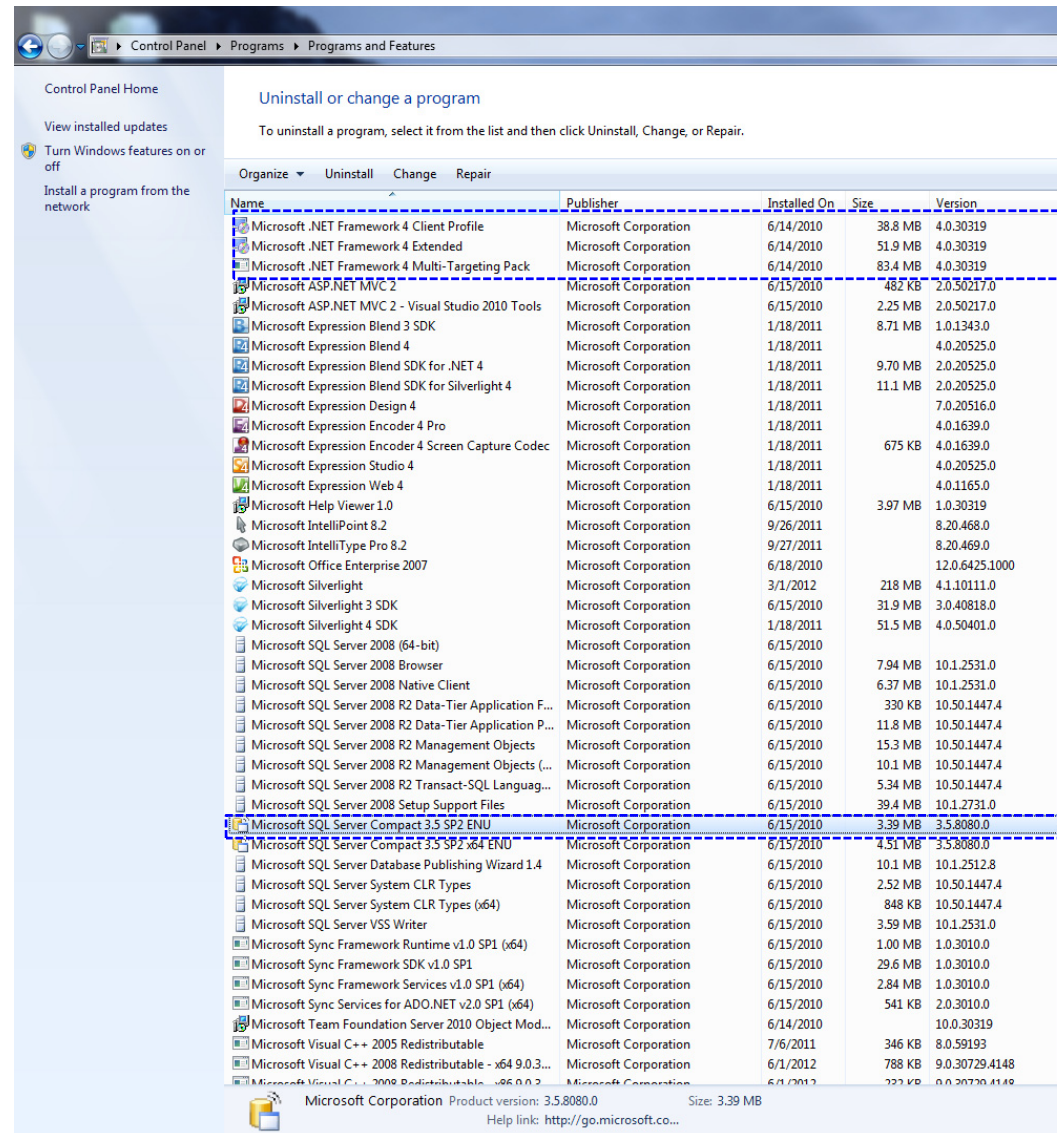 Control Panel ▸ Programs ▸ Programs and Features
Control Panel Home
View installed updates
Turn Windows features on or
off
Install a program from the
network
Uninstall or change a program
To uninstall a program, select it from the list and then click Uninstall, Change, or Repair.
Organize Uninstall Change Repair
Name Publisher Installed On Size Version
Microsoft .NET Framework 4 Client Profile Microsoft Corporation 6/14/2010 38.8 MB 4.0.30319
Microsoft .NET Framework 4 Extended Microsoft Corporation 6/14/2010 51.9 MB 4.0.30319
Microsoft .NET Framework 4 Multi-Targeting Pack Microsoft Corporation 6/14/2010 83.4 MB 4.0.30319
Microsoft ASP.NET MVC 2 Microsoft Corporation 6/15/2010 482 KB 2.0.50217.0
Microsoft ASP.NET MVC 2 - Visual Studio 2010 Tools Microsoft Corporation 6/15/2010 2.25 MB 2.0.50217.0
Microsoft Expression Blend 3 SDK Microsoft Corporation 1/18/2011 8.71 MB 1.0.1343.0
Microsoft Expression Blend 4 Microsoft Corporation 1/18/2011 4.0.20525.0
Microsoft Expression Blend SDK for .NET 4 Microsoft Corporation 1/18/2011 9.70 MB 2.0.20525.0
Microsoft Expression Blend SDK for Silverlight 4 Microsoft Corporation 1/18/2011 11.1 MB 2.0.20525.0
Microsoft Expression Design 4 Microsoft Corporation 1/18/2011 7.0.20516.0
Microsoft Expression Encoder 4 Pro Microsoft Corporation 1/18/2011 4.0.1639.0
Microsoft Expression Encoder 4 Screen Capture Codec Microsoft Corporation 1/18/2011 675 KB 4.0.1639.0
Microsoft Expression Studio 4 Microsoft Corporation 1/18/2011 4.0.20525.0
Microsoft Expression Web 4 Microsoft Corporation 1/18/2011 4.0.1165.0
Microsoft Help Viewer 1.0 Microsoft Corporation 6/15/2010 3.97 MB 1.0.30319
Microsoft IntelliPoint 8.2 Microsoft Corporation 9/26/2011 8.20.468.0
Microsoft IntelliType Pro 8.2 Microsoft Corporation 9/27/2011 8.20.469.0
Microsoft Office Enterprise 2007 Microsoft Corporation 6/18/2010 12.0.6425.1000
Microsoft Silverlight Microsoft Corporation 3/1/2012 218 MB 4.1.10111.0
Microsoft Silverlight 3 SDK Microsoft Corporation 6/15/2010 31.9 MB 3.0.40818.0
Microsoft Silverlight 4 SDK Microsoft Corporation 1/18/2011 51.5 MB 4.0.50401.0
Microsoft SQL Server 2008 (64-bit) Microsoft Corporation 6/15/2010
Microsoft SQL Server 2008 Browser Microsoft Corporation 6/15/2010 7.94 MB 10.1.2531.0
Microsoft SQL Server 2008 Native Client Microsoft Corporation 6/15/2010 6.37 MB 10.1.2531.0
Microsoft SQL Server 2008 R2 Data-Tier Application F... Microsoft Corporation 6/15/2010 330 KB 10.50.1447.4
Microsoft SQL Server 2008 R2 Data-Tier Application P... Microsoft Corporation 6/15/2010 11.8 MB 10.50.1447.4
Microsoft SQL Server 2008 R2 Management Objects Microsoft Corporation 6/15/2010 15.3 MB 10.50.1447.4
Microsoft SQL Server 2008 R2 Management Objects (... Microsoft Corporation 6/15/2010 10.1 MB 10.50.1447.4
Microsoft SQL Server 2008 R2 Transact-SQL Languag... Microsoft Corporation 6/15/2010 5.34 MB 10.50.1447.4
Microsoft SQL Server 2008 Setup Support Files Microsoft Corporation 6/15/2010 39.4 MB 10.1.2731.0
Microsoft SQL Server Compact 3.5 SP2 ENU Microsoft Corporation 6/15/2010 3.39 MB 3.5.8080.0
Microsoft SQL Server Compact 3.5 SP2 x64 ENU Microsoft Corporation 6/15/2010 4.51 MB 3.5.8080.0
Microsoft SQL Server Database Publishing Wizard 1.4 Microsoft Corporation 6/15/2010 10.1 MB 10.1.2512.8
Microsoft SQL Server System CLR Types Microsoft Corporation 6/15/2010 2.52 MB 10.50.1447.4
Microsoft SQL Server System CLR Types (x64) Microsoft Corporation 6/15/2010 848 KB 10.50.1447.4
Microsoft SQL Server VSS Writer Microsoft Corporation 6/15/2010 3.59 MB 10.1.2531.0
Microsoft Sync Framework Runtime v1.0 SP1 (x64) Microsoft Corporation 6/15/2010 1.00 MB 1.0.3010.0
Microsoft Sync Framework SDK v1.0 SP1 Microsoft Corporation 6/15/2010 29.6 MB 1.0.3010.0
Microsoft Sync Framework Services v1.0 SP1 (x64) Microsoft Corporation 6/15/2010 2.84 MB 1.0.3010.0
Microsoft Sync Services for ADO.NET v2.0 SP1 (x64) Microsoft Corporation 6/15/2010 541 KB 2.0.3010.0
Microsoft Team Foundation Server 2010 Object Mod... Microsoft Corporation 6/14/2010 10.0.30319
Microsoft Visual C++ 2005 Redistributable Microsoft Corporation 7/6/2011 346 KB 8.0.59193
Microsoft Visual C++ 2008 Redistributable - x64 9.0.3... Microsoft Corporation 6/1/2012 788 KB 9.0.30729.4148
Microsoft Visual C++ 2008 Redistributable - x86 9.0.3... Microsoft Corporation 6/1/2012 232 KB 9.0.30729.4148
Microsoft Corporation Product version: 3.5.8080.0 Size: 3.39 MB
Help link: http://go.microsoft.co...